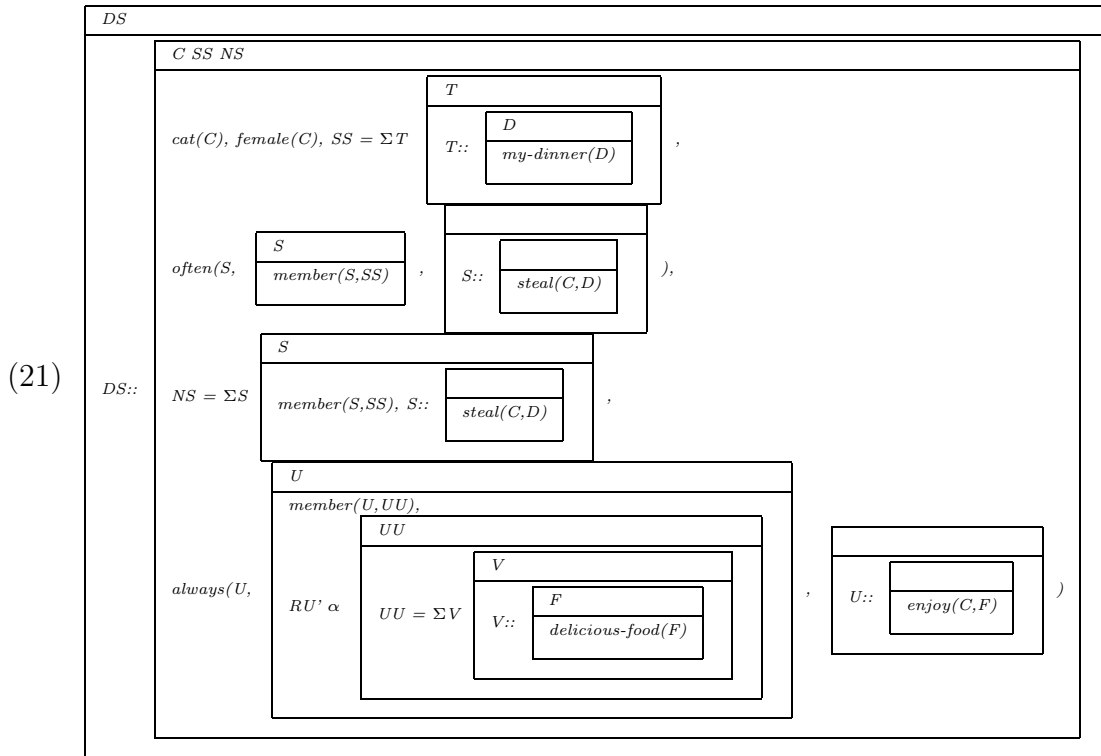 DS
C SS NS
T
cat(C), female(C), SS = ΣT
T::
D
my-dinner(D)
,
often(S,
S
member(S,SS)
,
S::
steal(C,D)
),
(21)
DS::
NS = ΣS
S
member(S,SS), S::
steal(C,D)
,
always(U,
U
member(U,UU),
RU' α
UU
UU = ΣV
V
V::
F
delicious-food(F)
,
U::
enjoy(C,F)
)